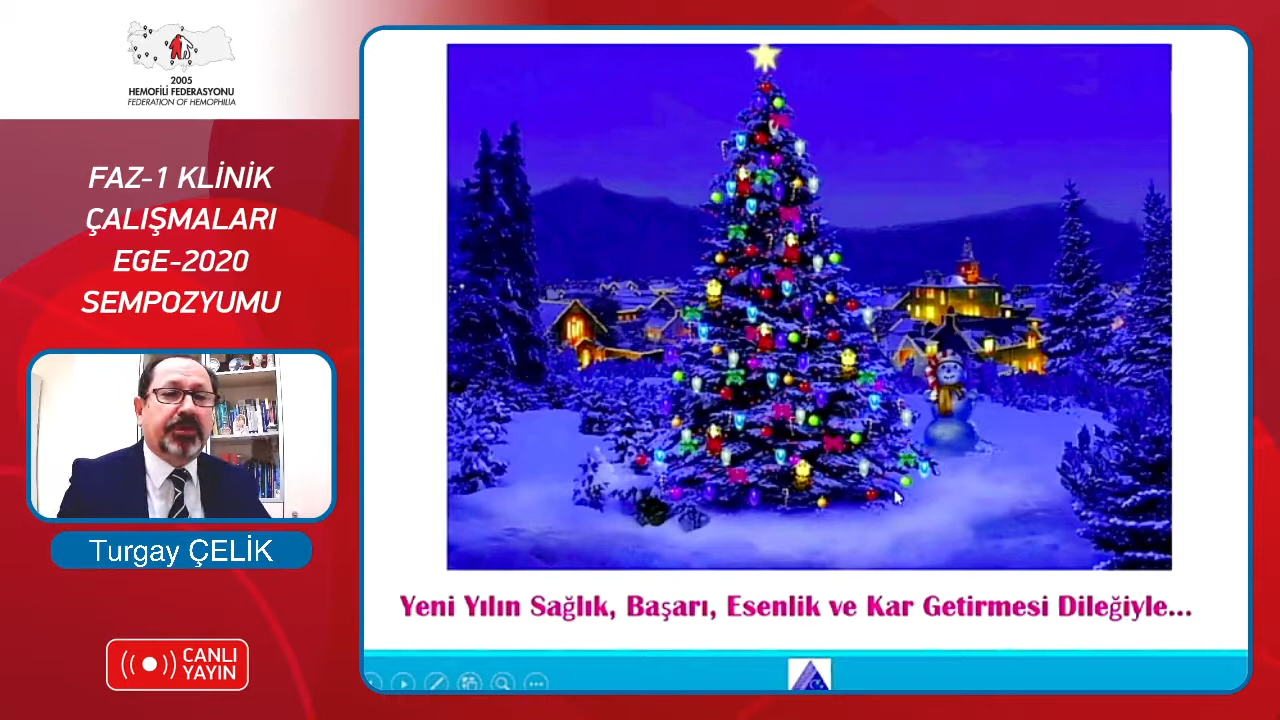 2005
HEMOFİLİ FEDERASYONU
FEDERATION OF HEMOPHILIA
FAZ-1 KLİNİK
ÇALIŞMALARI
EGE-2020
SEMPOZYUMU
Turgay ÇELİK
CANLI
YAYIN
Yeni Yılın Sağlık, Başarı, Esenlik ve Kar Getirmesi Dileğiyle...